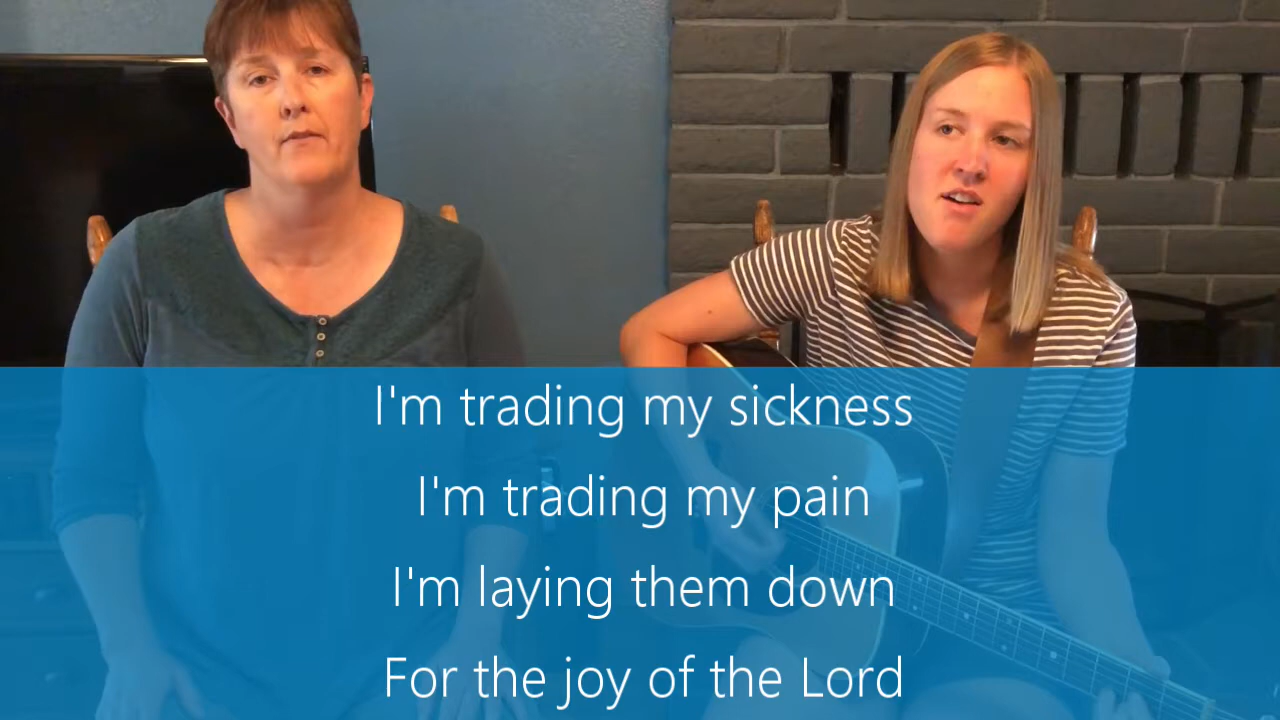 I'm trading my sickness
I'm trading my pain
I'm laying them down
For the joy of the Lord